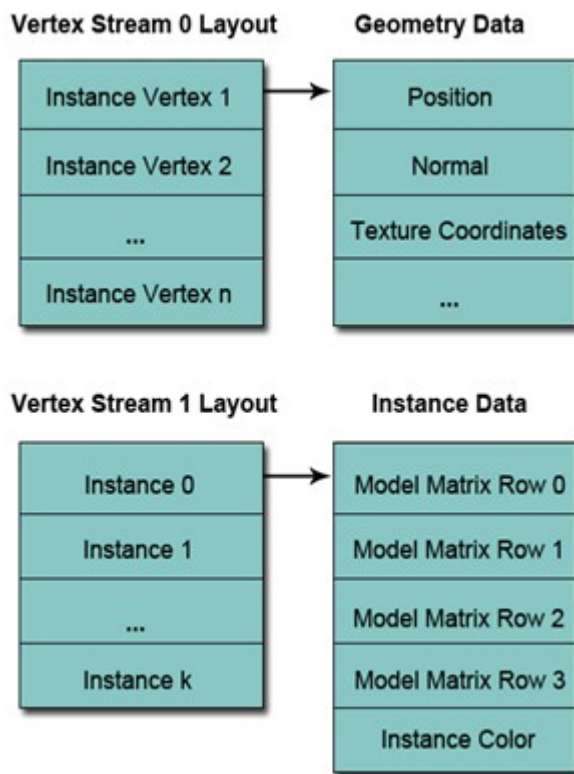 Vertex Stream 0 Layout
Instance Vertex 1
Instance Vertex 2
...
Instance Vertex n
Geometry Data
Position
Normal
Texture Coordinates
...
Vertex Stream 1 Layout
Instance 0
Instance 1
...
Instance k
Instance Data
Model Matrix Row 0
Model Matrix Row 1
Model Matrix Row 2
Model Matrix Row 3
Instance Color